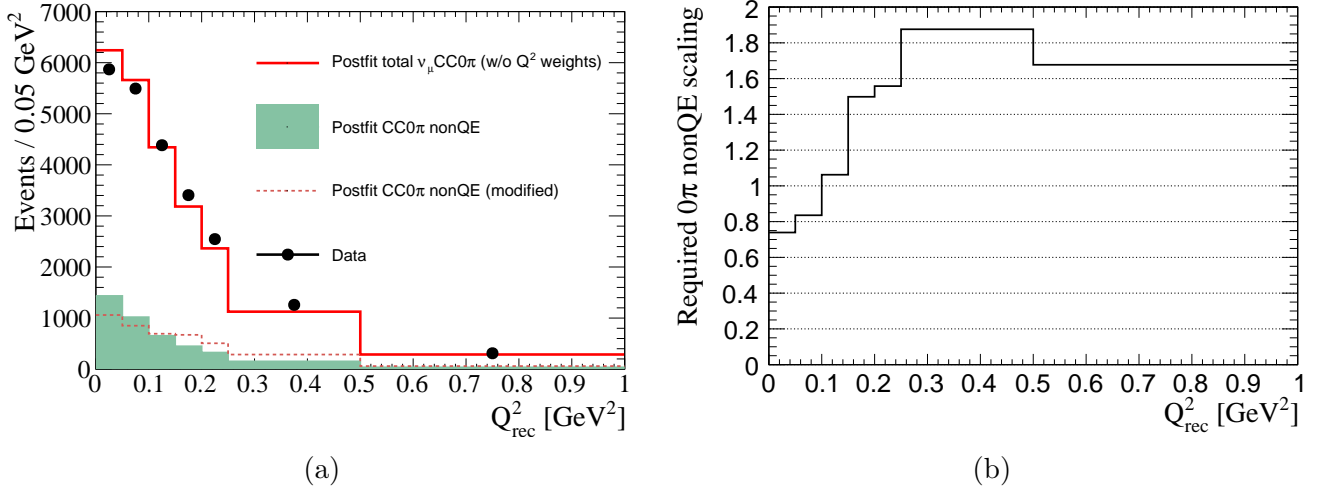 Events / 0.05 GeV²
7000
6000
5000
4000
3000
2000
1000
0
Postfit total νμCC0π (w/o Q² weights)
Postfit CC0π nonQE
Postfit CC0π nonQE (modified)
Data
0 0.1 0.2 0.3 0.4 0.5 0.6 0.7 0.8 0.9 1
Q²rec [GeV²]
(a)
Required 0π nonQE scaling
2
1.8
1.6
1.4
1.2
1
0.8
0.6
0.4
0.2
0
0 0.1 0.2 0.3 0.4 0.5 0.6 0.7 0.8 0.9 1
Q²rec [GeV²]
(b)